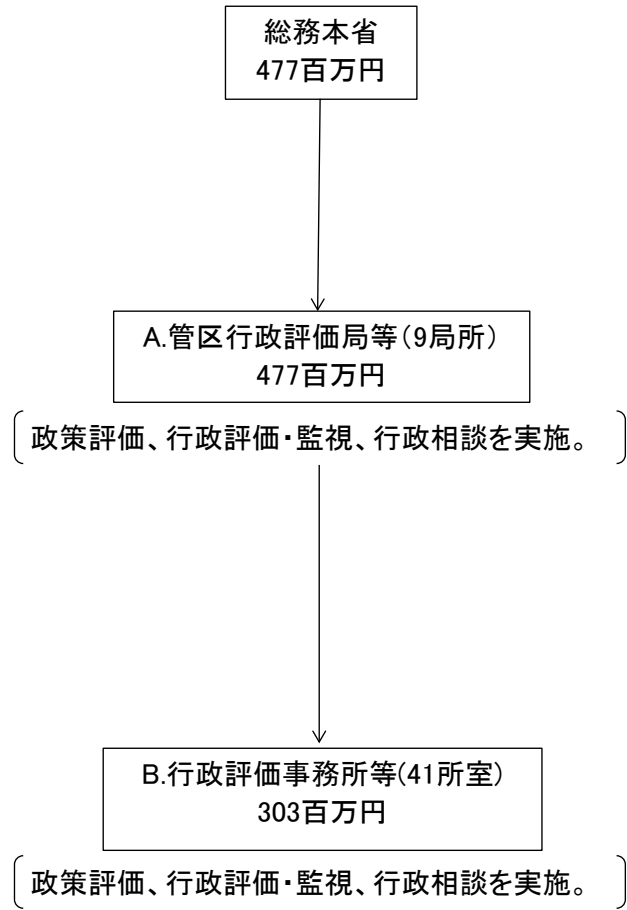 総務本省
477百万円
A.管区行政評価局等(9局所)
477百万円
政策評価、行政評価・監視、行政相談を実施。
B.行政評価事務所等(41所室)
303百万円
政策評価、行政評価・監視、行政相談を実施。